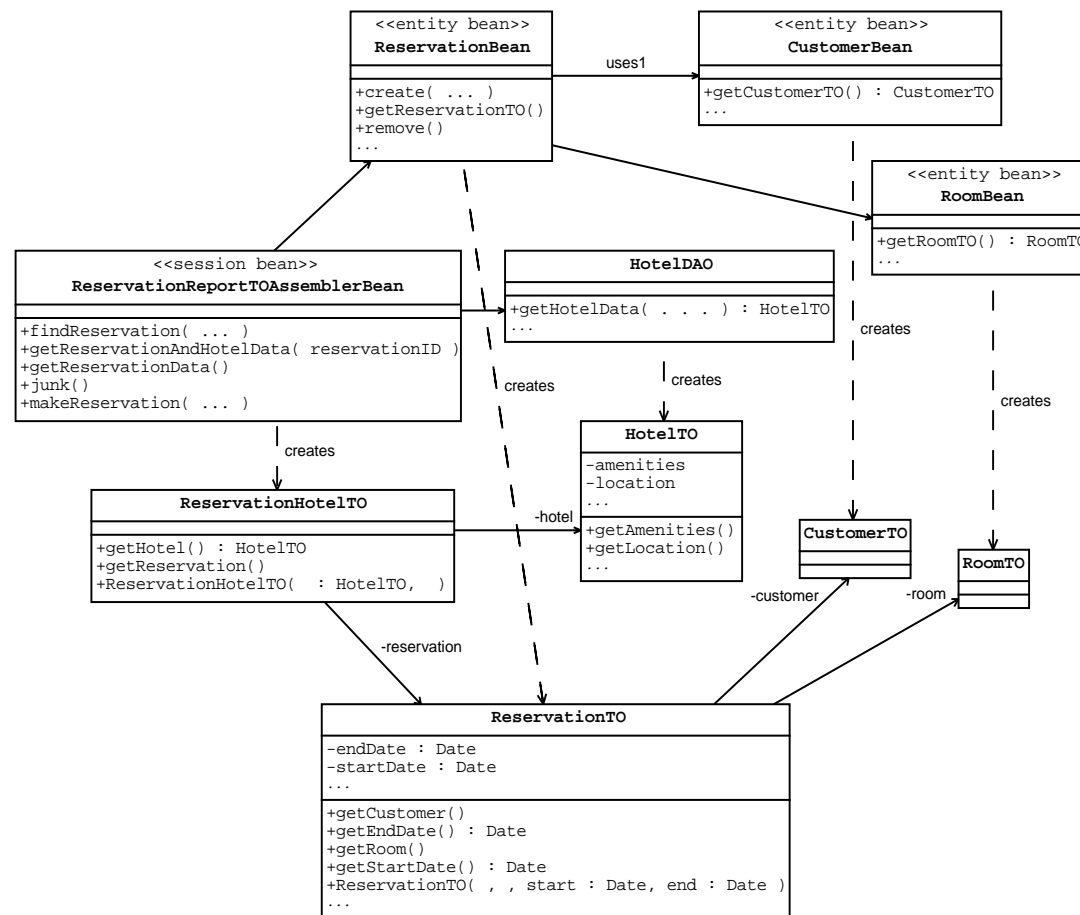 <<entity bean>>
ReservationBean
+create( ... )
+getReservationTO()
+remove()
...
uses1
<<entity bean>>
CustomerBean
+getCustomerTO() : CustomerTO
...
<<entity bean>>
RoomBean
+getRoomTO() : RoomTO
...
<<session bean>>
ReservationReportTOAssemblerBean
+findReservation( ... )
+getReservationAndHotelData( reservationID )
+getReservationData()
+junk()
+makeReservation( ... )
HotelDAO
+getHotelData( . . . ) : HotelTO
...
creates
creates
creates
creates
creates
HotelTO
-amenities
-location
...
+getAmenities()
+getLocation()
...
ReservationHotelTO
+getHotel() : HotelTO
+getReservation()
+ReservationHotelTO(  : HotelTO,  )
-hotel
CustomerTO
RoomTO
-customer
-room
-reservation
ReservationTO
-endDate : Date
-startDate : Date
...
+getCustomer()
+getEndDate() : Date
+getRoom()
+getStartDate() : Date
+ReservationTO( , , start : Date, end : Date )
...